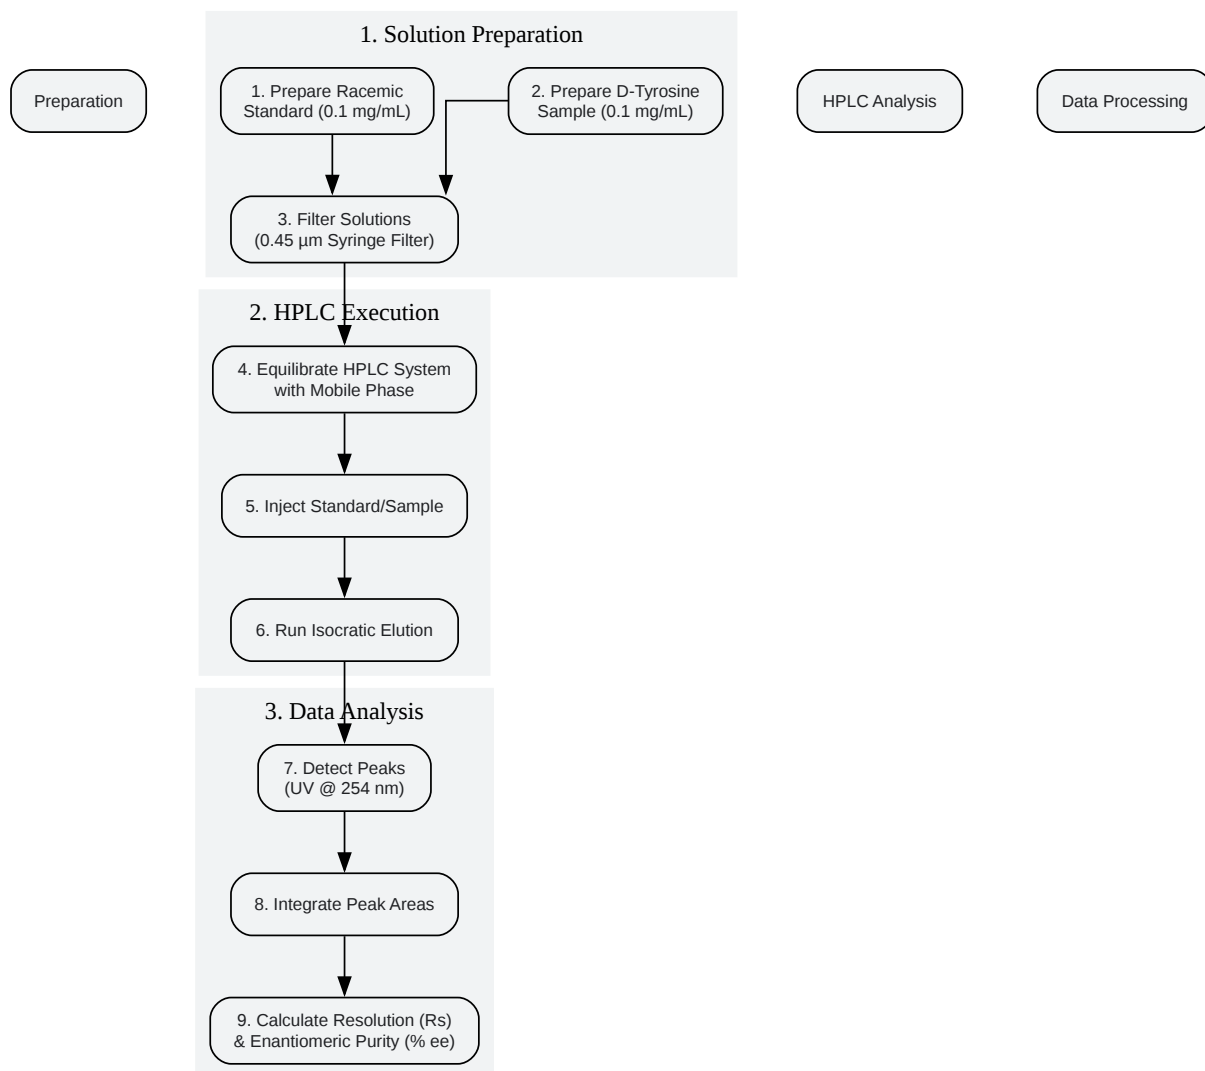 1. Solution Preparation
Preparation
1. Prepare Racemic
Standard (0.1 mg/mL)
2. Prepare D-Tyrosine
Sample (0.1 mg/mL)
HPLC Analysis
Data Processing
3. Filter Solutions
(0.45 µm Syringe Filter)
2. HPLC Execution
4. Equilibrate HPLC System
with Mobile Phase
5. Inject Standard/Sample
6. Run Isocratic Elution
3. Data Analysis
7. Detect Peaks
(UV @ 254 nm)
8. Integrate Peak Areas
9. Calculate Resolution (Rs)
& Enantiomeric Purity (% ee)